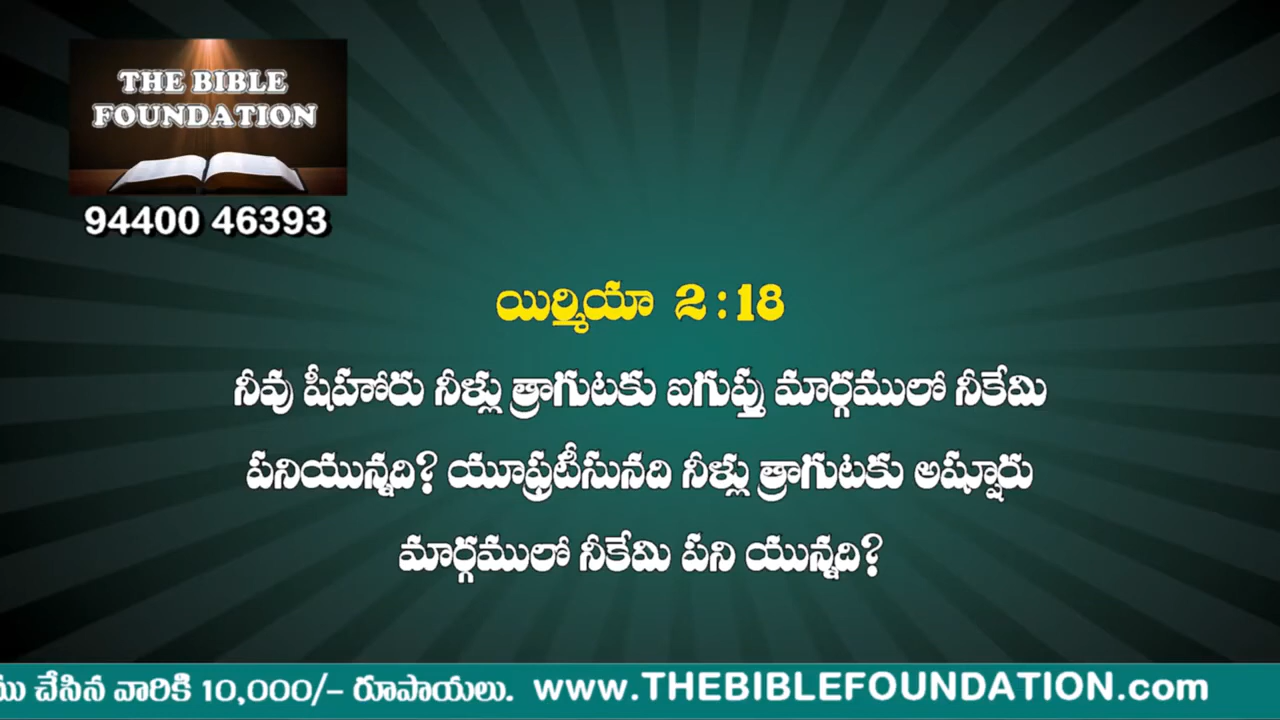 THE BIBLE
FOUNDATION
94400 46393
యిర్మియా 2:18
నీవు షీహోరు నీళ్లు త్రాగుటకు ఐగుప్తు మార్గములో నీకేమి
పనియున్నది? యూఫ్రటీసునది నీళ్లు త్రాగుటకు అష్షూరు
మార్గములో నీకేమి పని యున్నది?
చేసిన వారికి 10,000/- రూపాయలు. www.THEBIBLEFOUNDATION.com